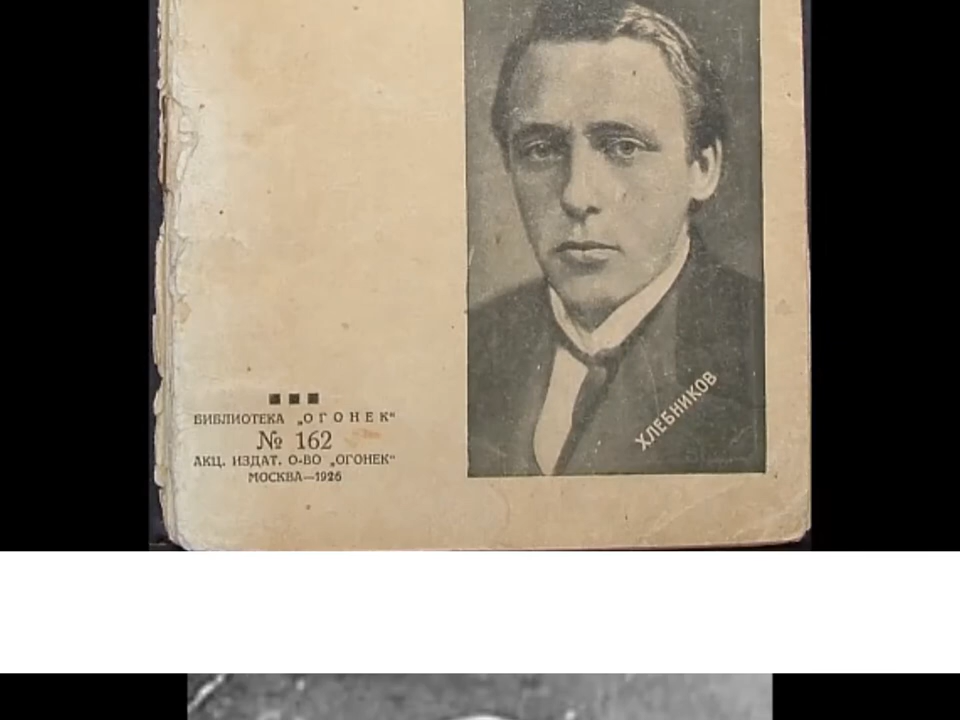 БИБЛИОТЕКА „ОГОНЕК“
№ 162
АКЦ. ИЗДАТ. О-ВО „ОГОНЕК“
МОСКВА—1926
ХЛЕБНИКОВ